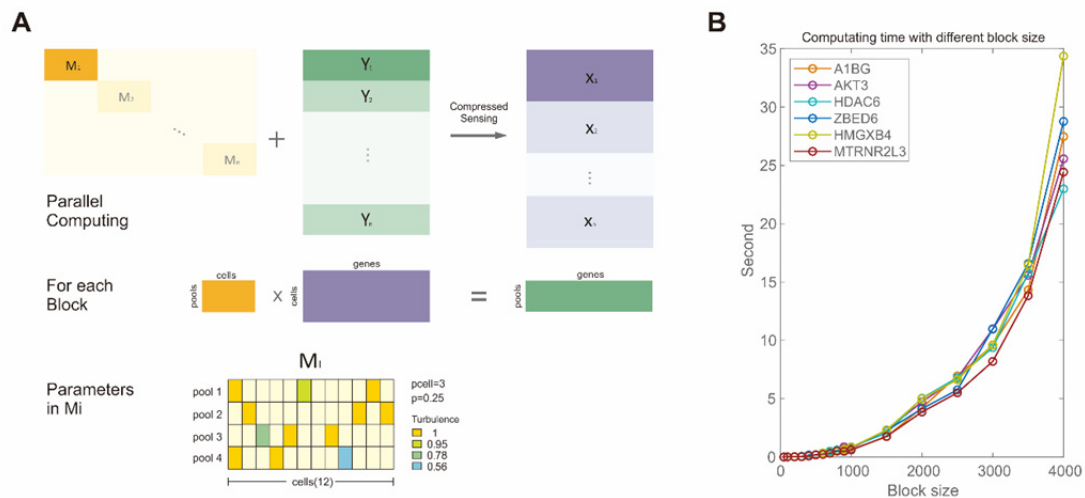 A
M₁
M₂
Mₙ
Parallel
Computing
Y₁
Y₂
Yₙ
Compressed
Sensing
X₁
X₂
Xₙ
For each
Block
cells
pools
X
genes
cells
=
genes
pools
Parameters
in Mi
Mᵢ
pool 1
pool 2
pool 3
pool 4
cells(12)
pcell=3
p=0.25
Turbulence
1
0.95
0.78
0.56
B
Computating time with different block size
A1BG
AKT3
HDAC6
ZBED6
HMGXB4
MTRNR2L3
Second
35
30
25
20
15
10
5
0
0 1000 2000 3000 4000
Block size